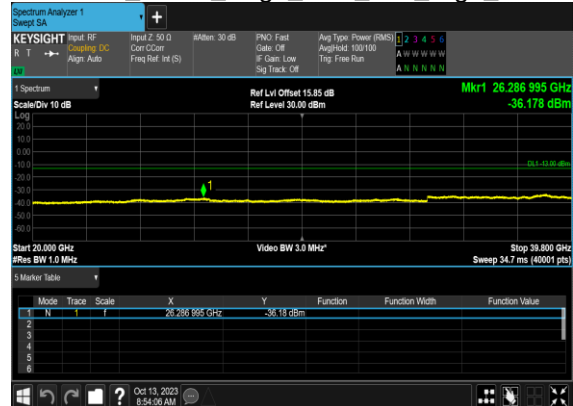 Spectrum Analyzer 1
Swept SA
+
KEYSIGHT Input: RF Input Z: 50 Ω #Atten: 30 dB PNO: Fast Avg Type: Power (RMS) 1 2 3 4 5 6
R T Coupling: DC Corr CCorr Gate: Off Avg|Hold: 100/100 A W W W W W
Align: Auto Freq Ref: Int (S) IF Gain: Low Trig: Free Run
Sig Track: Off A N N N N N
1 Spectrum Ref Lvl Offset 15.85 dB Mkr1 26.286 995 GHz
Scale/Div 10 dB Ref Level 30.00 dBm -36.178 dBm
Log
20.0
10.0
0.00
-10.0 DL1 -13.00 dBm
-20.0
-30.0 1
-40.0
-50.0
-60.0
Start 20.000 GHz Video BW 3.0 MHz* Stop 39.800 GHz
#Res BW 1.0 MHz Sweep 34.7 ms (40001 pts)
5 Marker Table
Mode Trace Scale X Y Function Function Width Function Value
1 N 1 f 26.286 995 GHz -36.18 dBm
2
3
4
5
6
? Oct 13, 2023
8:54:06 AM